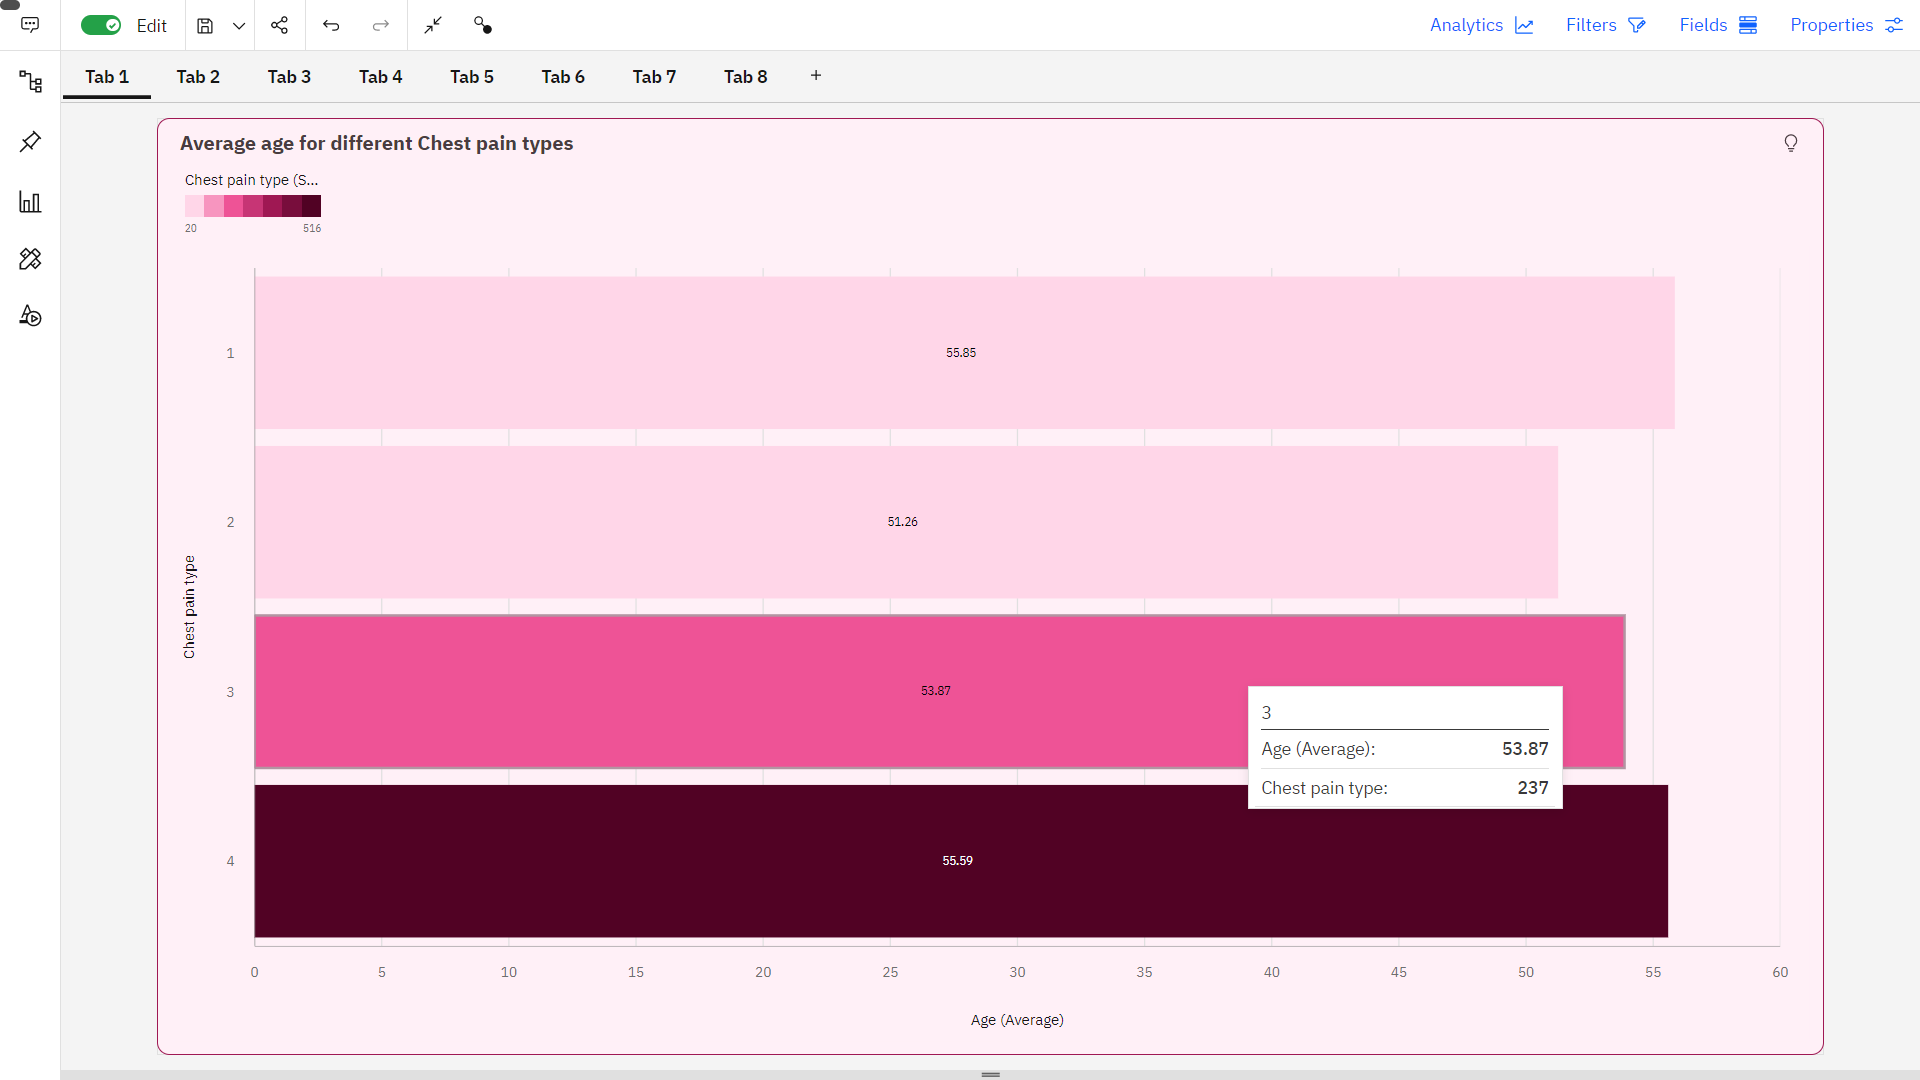 Edit
Analytics
Filters
Fields
Properties
Tab 1
Tab 2
Tab 3
Tab 4
Tab 5
Tab 6
Tab 7
Tab 8
Average age for different Chest pain types
Chest pain type (S...
20
516
Chest pain type
1
55.85
2
51.26
3
53.87
3
Age (Average):
53.87
Chest pain type:
237
4
55.59
0
5
10
15
20
25
30
35
40
45
50
55
60
Age (Average)